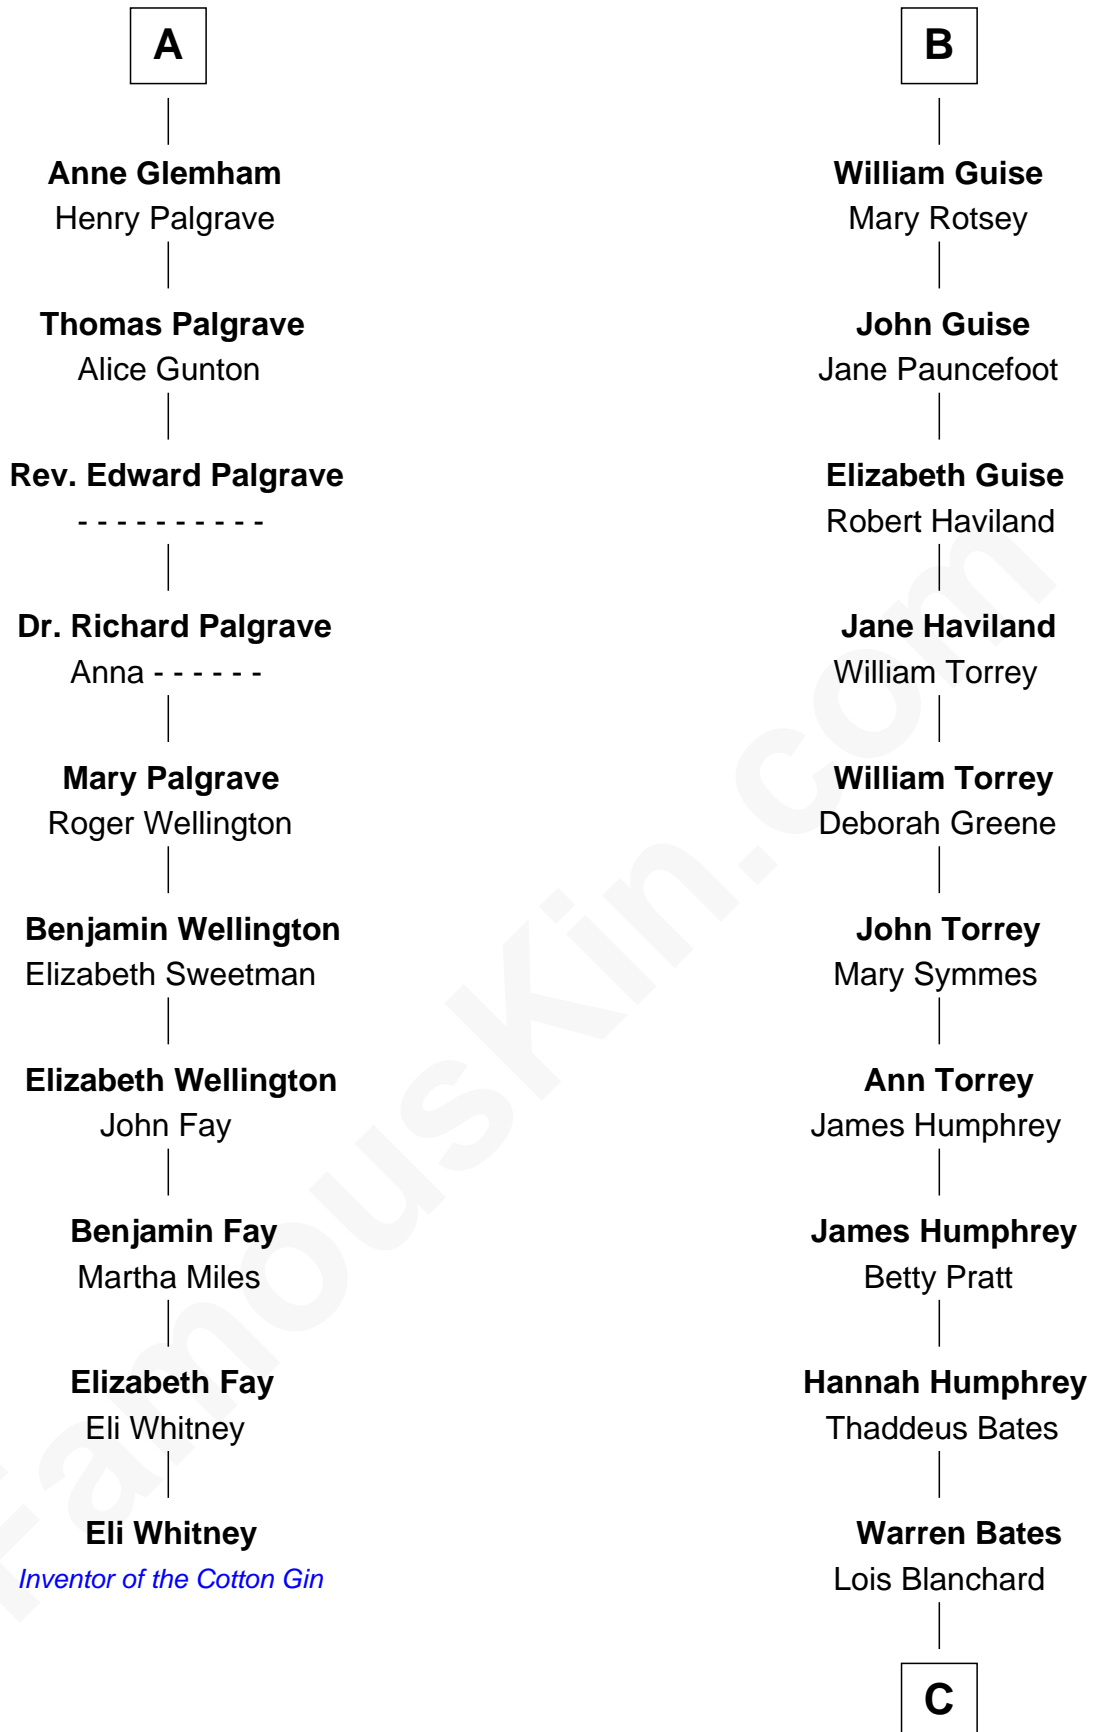 A
Anne Glemham
Henry Palgrave
Thomas Palgrave
Alice Gunton
Rev. Edward Palgrave
- - - - - - - - - -
Dr. Richard Palgrave
Anna - - - - - -
Mary Palgrave
Roger Wellington
Benjamin Wellington
Elizabeth Sweetman
Elizabeth Wellington
John Fay
Benjamin Fay
Martha Miles
Elizabeth Fay
Eli Whitney
Eli Whitney
Inventor of the Cotton Gin
B
William Guise
Mary Rotsey
John Guise
Jane Pauncefoot
Elizabeth Guise
Robert Haviland
Jane Haviland
William Torrey
William Torrey
Deborah Greene
John Torrey
Mary Symmes
Ann Torrey
James Humphrey
James Humphrey
Betty Pratt
Hannah Humphrey
Thaddeus Bates
Warren Bates
Lois Blanchard
C
FamousKin.com